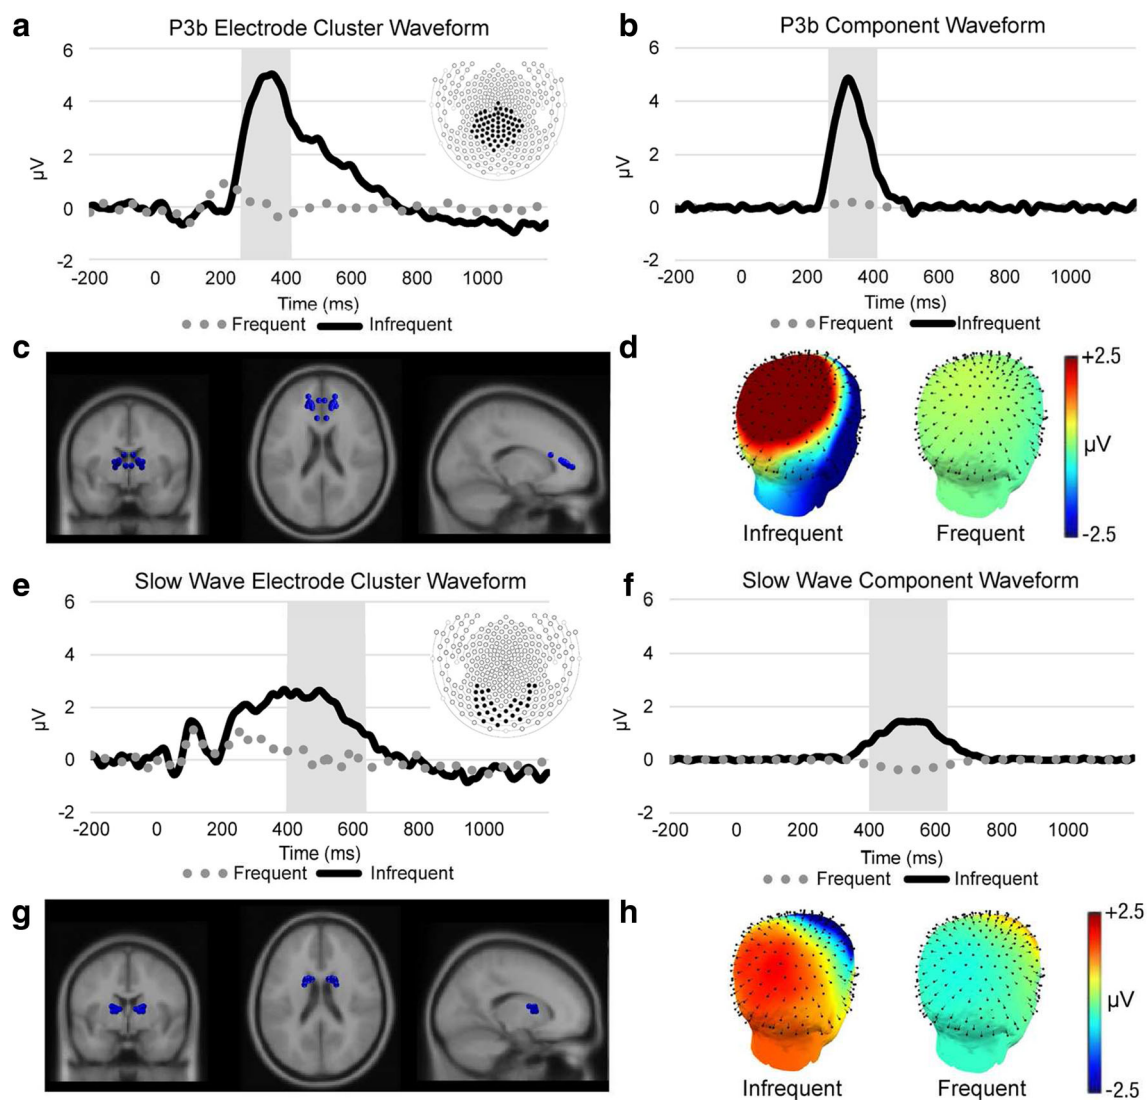 a
P3b Electrode Cluster Waveform
6
4
2
0
-2
µV
-200 0 200 400 600 800 1000
Time (ms)
Frequent Infrequent
b
P3b Component Waveform
6
4
2
0
-2
µV
-200 0 200 400 600 800 1000
Time (ms)
Frequent Infrequent
c
d
+2.5
µV
-2.5
Infrequent Frequent
e
Slow Wave Electrode Cluster Waveform
6
4
2
0
-2
µV
-200 0 200 400 600 800 1000
Time (ms)
Frequent Infrequent
f
Slow Wave Component Waveform
6
4
2
0
-2
µV
-200 0 200 400 600 800 1000
Time (ms)
Frequent Infrequent
g
h
+2.5
µV
-2.5
Infrequent Frequent